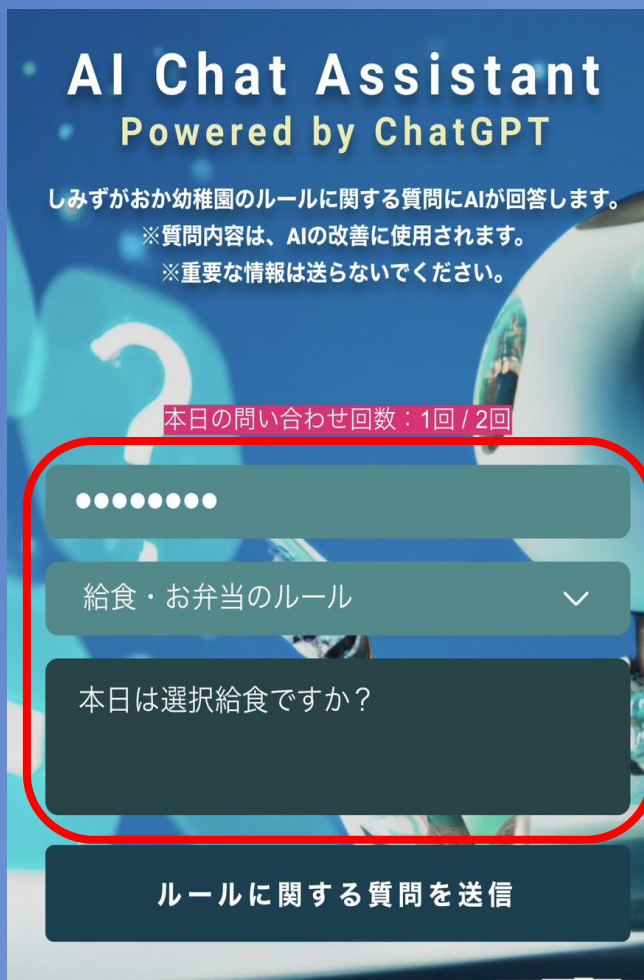 AI Chat Assistant
Powered by ChatGPT
しみずがおか幼稚園のルールに関する質問にAIが回答します。
※質問内容は、AIの改善に使用されます。
※重要な情報は送らないでください。
?
本日の問い合わせ回数：1回 / 2回
●●●●●●●●
給食・お弁当のルール
本日は選択給食ですか？
ルールに関する質問を送信